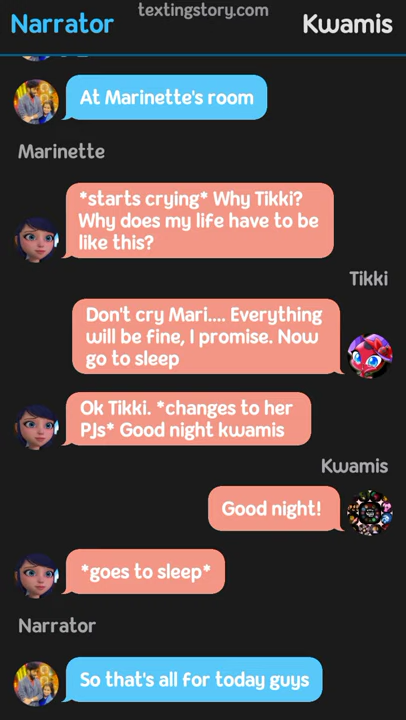 textingstory.com
Narrator
Kwamis
At Marinette's room
Marinette
*starts crying* Why Tikki?
Why does my life have to be
like this?
Tikki
Don't cry Mari.... Everything
will be fine, I promise. Now
go to sleep
Ok Tikki. *changes to her
PJs* Good night kwamis
Kwamis
Good night!
*goes to sleep*
Narrator
So that's all for today guys